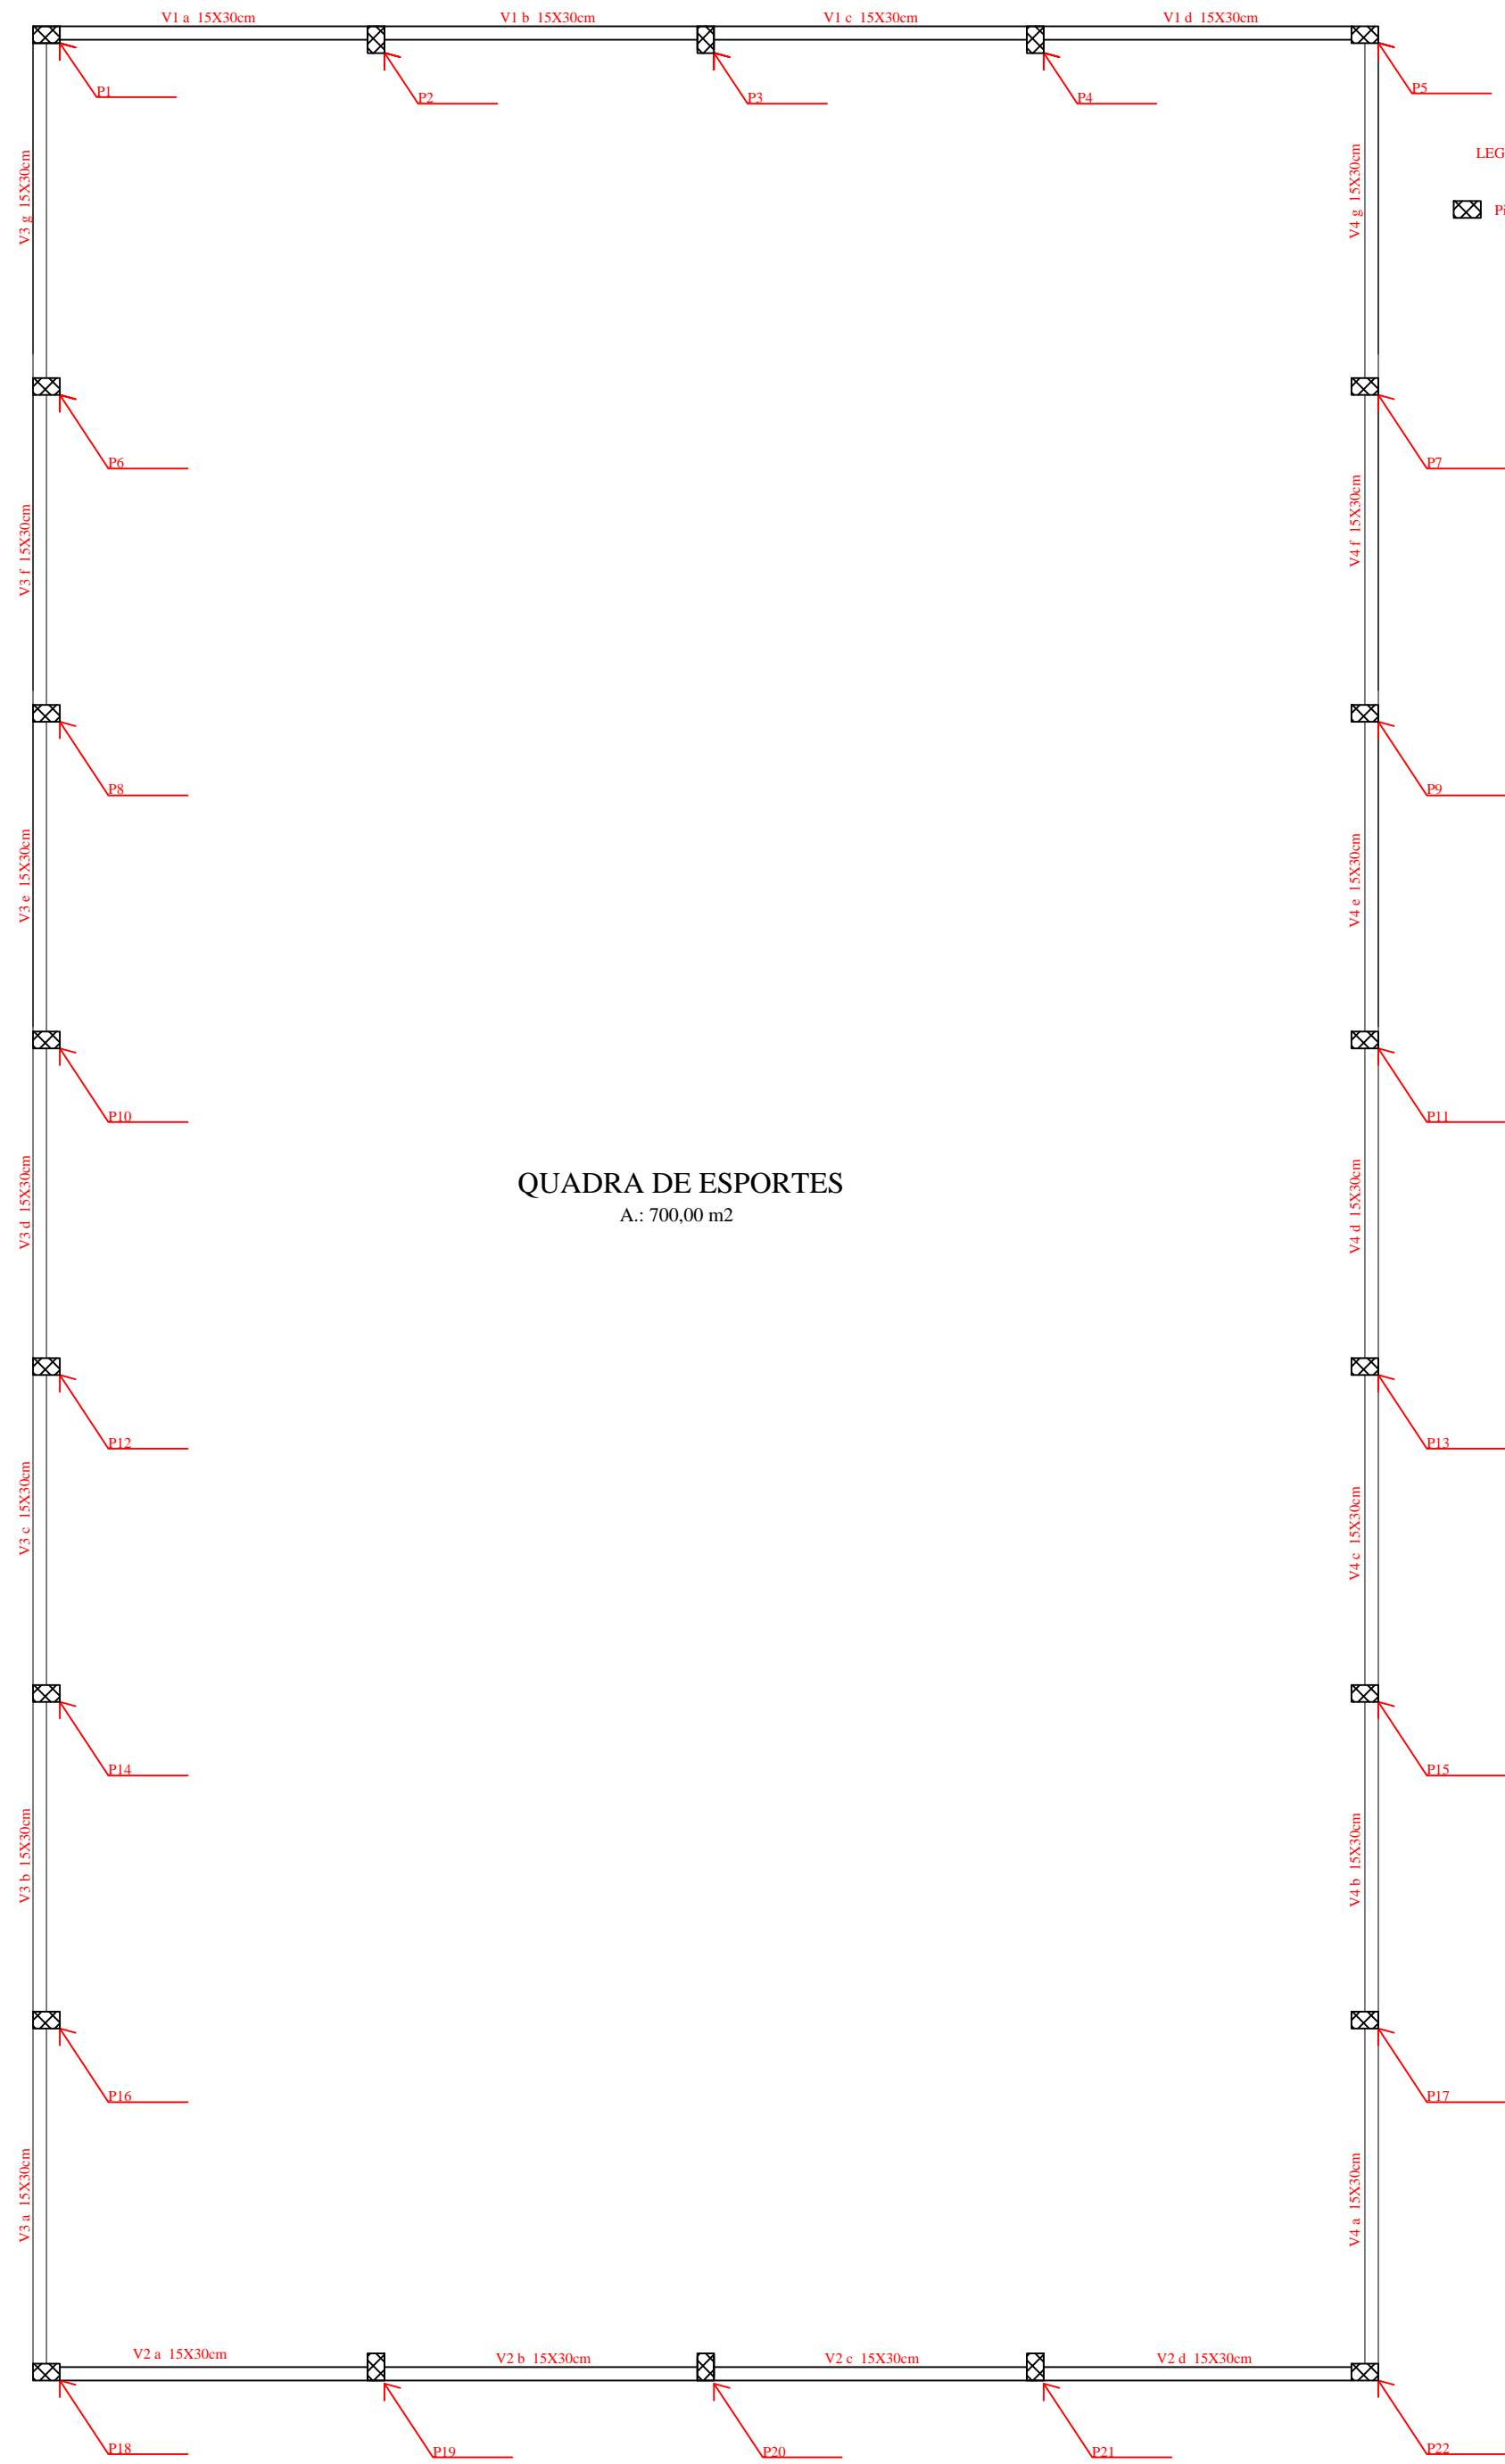 V1 a 15X30cm
V1 b 15X30cm
V1 c 15X30cm
V1 d 15X30cm
P1
P2
P3
P4
P5
LEG
V3 g 15X30cm
V4 g 15X30cm
Pi
P6
P7
V3 f 15X30cm
V4 f 15X30cm
P8
P9
V3 e 15X30cm
V4 e 15X30cm
P10
P11
V3 d 15X30cm
V4 d 15X30cm
QUADRA DE ESPORTES
A.: 700,00 m2
P12
P13
V3 c 15X30cm
V4 c 15X30cm
P14
P15
V3 b 15X30cm
V4 b 15X30cm
P16
P17
V3 a 15X30cm
V4 a 15X30cm
V2 a 15X30cm
V2 b 15X30cm
V2 c 15X30cm
V2 d 15X30cm
P18
P19
P20
P21
P22